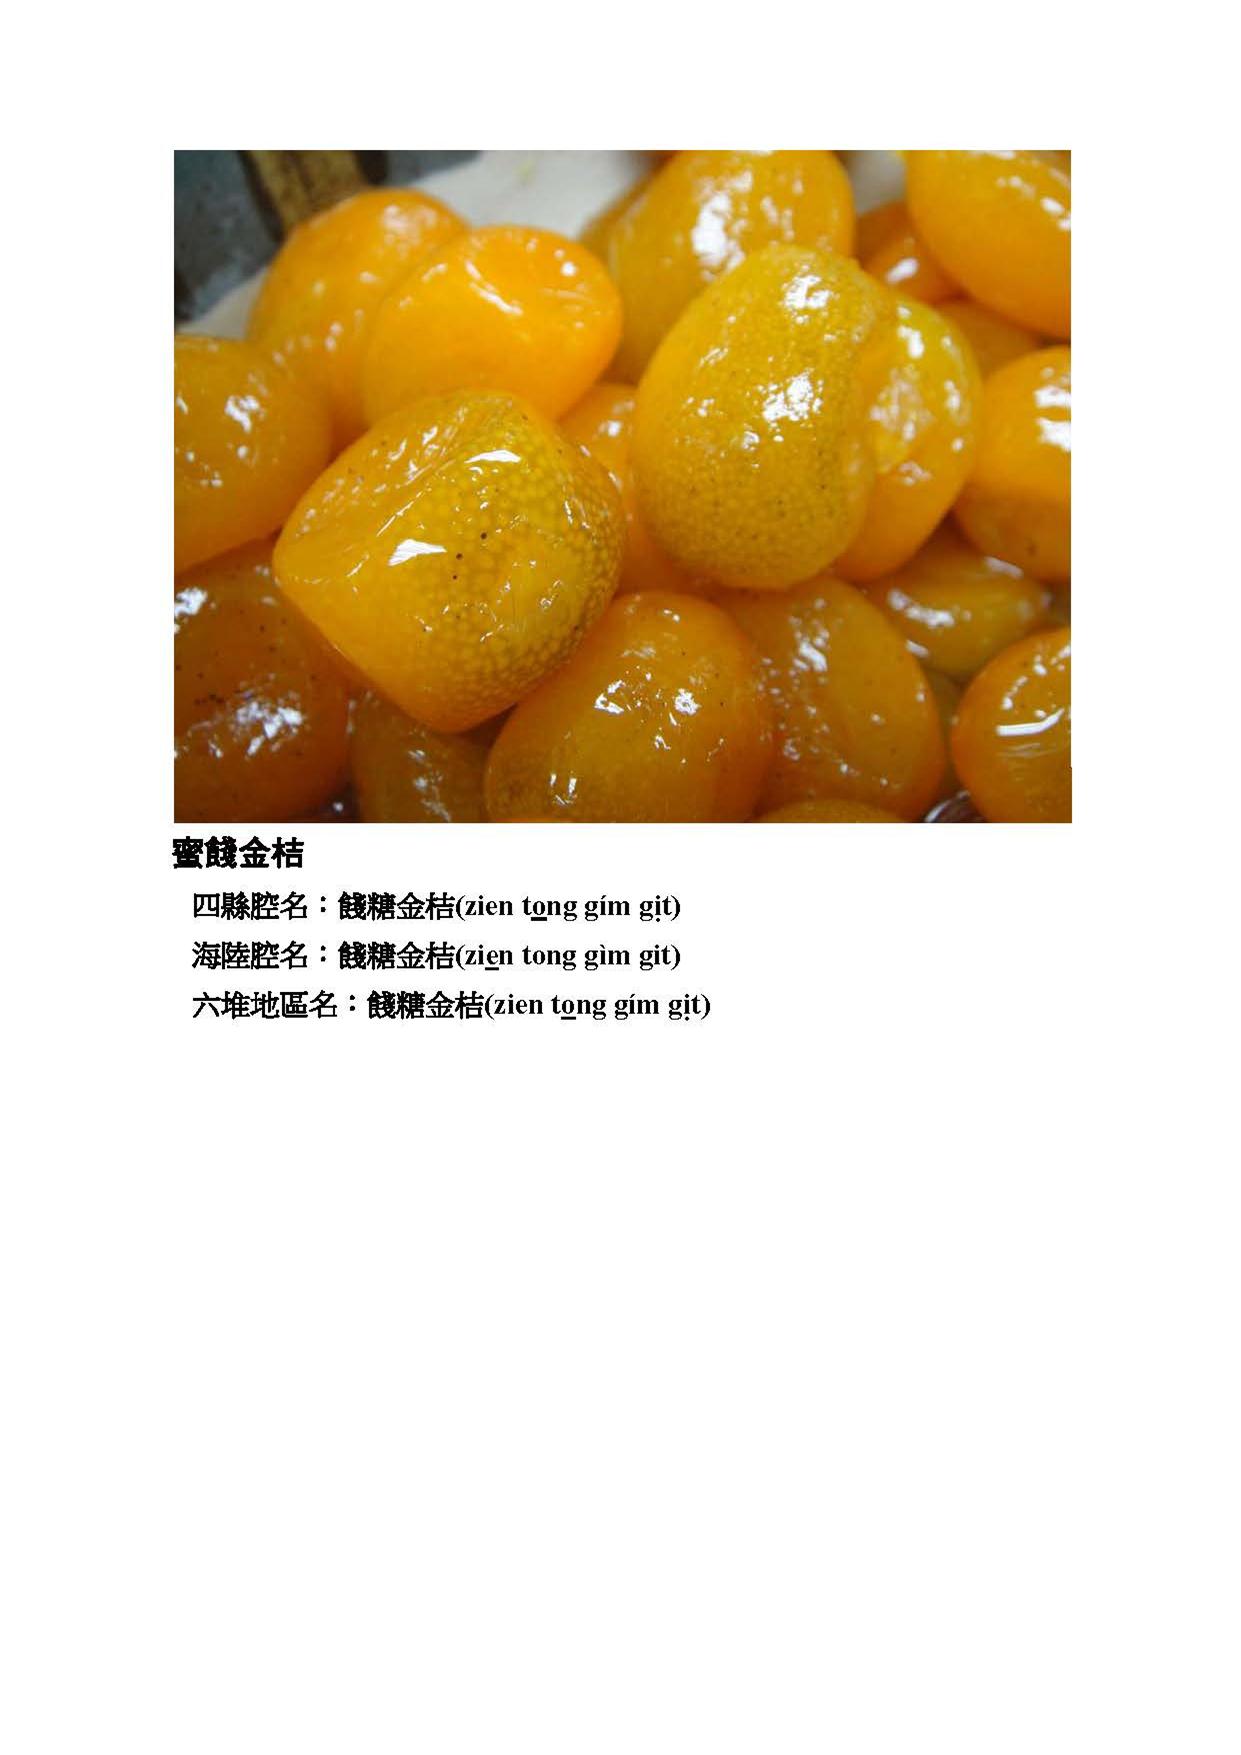 蜜餞金桔
四縣腔名：餞糖金桔(zien to̲ng gím gịt)
海陸腔名：餞糖金桔(zie̲n tong gìm git)
六堆地區名：餞糖金桔(zien to̲ng gím gịt)